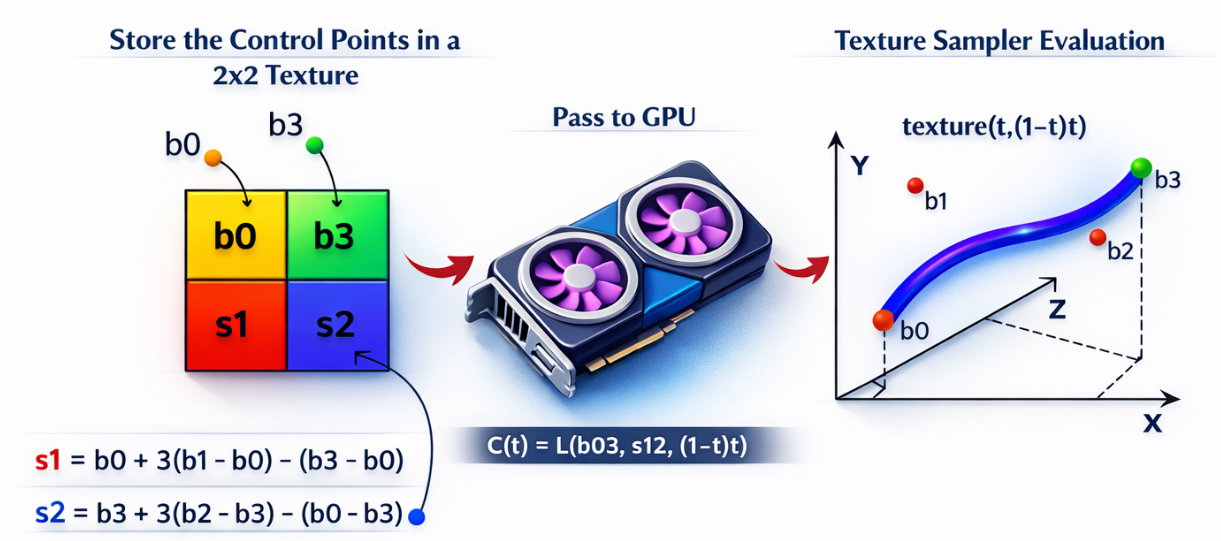 Store the Control Points in a
2x2 Texture
b0
b3
b0
b3
s1
s2
s1 = b0 + 3(b1 - b0) - (b3 - b0)
s2 = b3 + 3(b2 - b3) - (b0 - b3)
Pass to GPU
C(t) = L(b03, s12, (1-t)t)
Texture Sampler Evaluation
texture(t,(1-t)t)
Y
b1
b3
b2
Z
b0
X